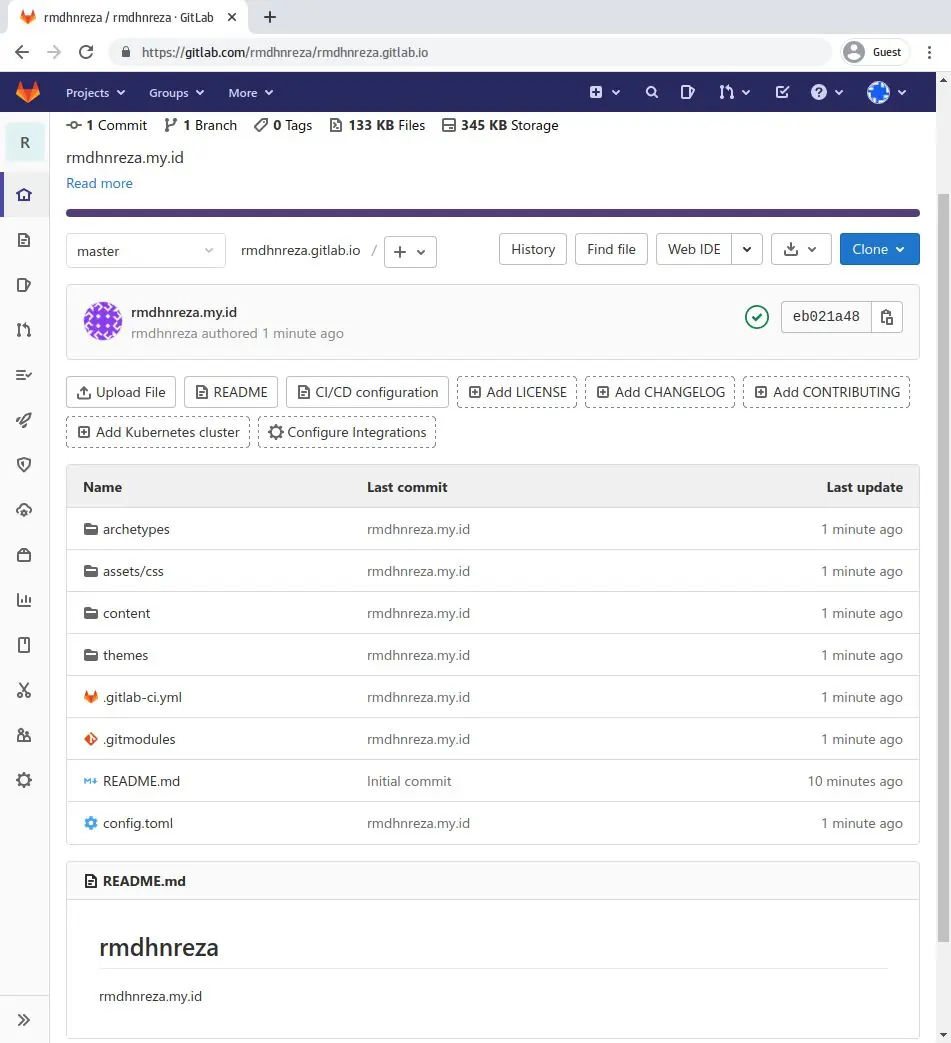 rmdhnreza / rmdhnreza · GitLab
https://gitlab.com/rmdhnreza/rmdhnreza.gitlab.io
Guest
Projects Groups More
R
1 Commit 1 Branch 0 Tags 133 KB Files 345 KB Storage
rmdhnreza.my.id
Read more
master rmdhnreza.gitlab.io / + History Find file Web IDE Clone
rmdhnreza.my.id
rmdhnreza authored 1 minute ago
eb021a48
Upload File README CI/CD configuration Add LICENSE Add CHANGELOG Add CONTRIBUTING
Add Kubernetes cluster Configure Integrations
Name Last commit Last update
archetypes rmdhnreza.my.id 1 minute ago
assets/css rmdhnreza.my.id 1 minute ago
content rmdhnreza.my.id 1 minute ago
themes rmdhnreza.my.id 1 minute ago
.gitlab-ci.yml rmdhnreza.my.id 1 minute ago
.gitmodules rmdhnreza.my.id 1 minute ago
README.md Initial commit 10 minutes ago
config.toml rmdhnreza.my.id 1 minute ago
README.md
rmdhnreza
rmdhnreza.my.id